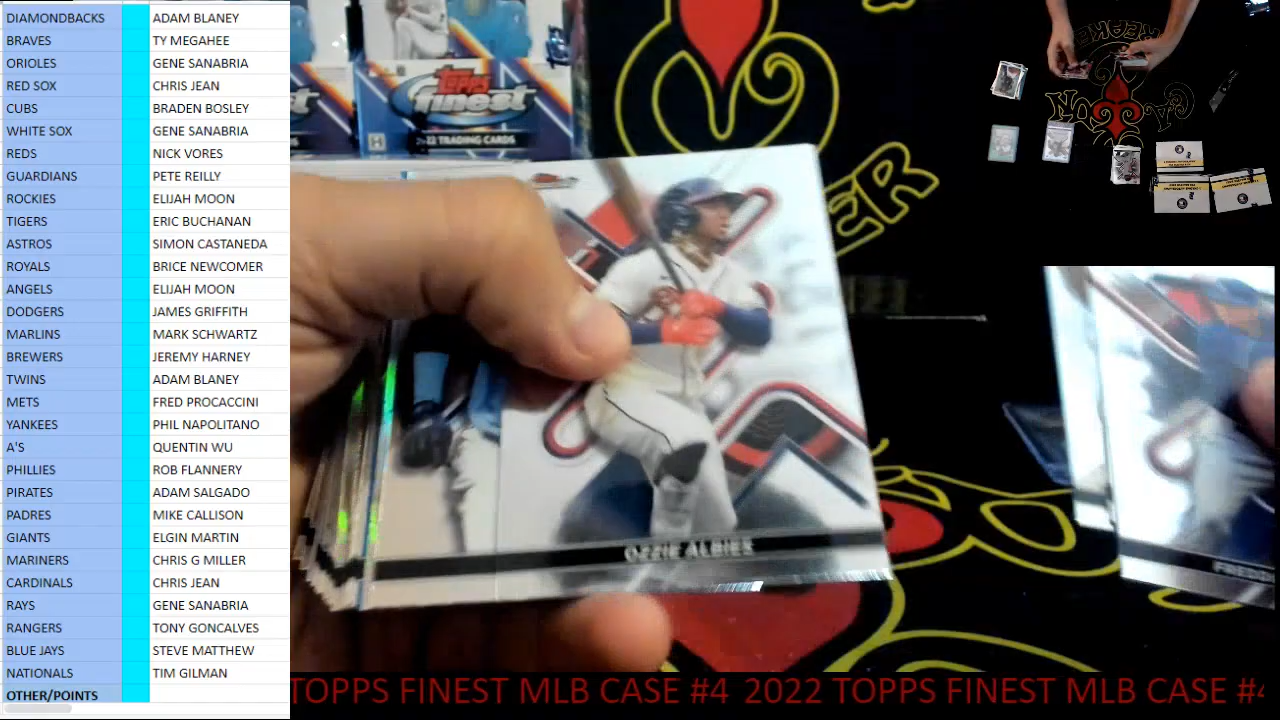 DIAMONDBACKS ADAM BLANEY
BRAVES TY MEGAHEE
ORIOLES GENE SANABRIA
RED SOX CHRIS JEAN
CUBS BRADEN BOSLEY
WHITE SOX GENE SANABRIA
REDS NICK VORES
GUARDIANS PETE REILLY
ROCKIES ELIJAH MOON
TIGERS ERIC BUCHANAN
ASTROS SIMON CASTANEDA
ROYALS BRICE NEWCOMER
ANGELS ELIJAH MOON
DODGERS JAMES GRIFFITH
MARLINS MARK SCHWARTZ
BREWERS JEREMY HARNEY
TWINS ADAM BLANEY
METS FRED PROCACCINI
YANKEES PHIL NAPOLITANO
A'S QUENTIN WU
PHILLIES ROB FLANNERY
PIRATES ADAM SALGADO
PADRES MIKE CALLISON
GIANTS ELGIN MARTIN
MARINERS CHRIS G MILLER
CARDINALS CHRIS JEAN
RAYS GENE SANABRIA
RANGERS TONY GONCALVES
BLUE JAYS STEVE MATTHEW
NATIONALS TIM GILMAN
OTHER/POINTS
TOPPS
finest
2022 TRADING CARDS
OZZIE ALBIES
TOPPS FINEST MLB CASE #4 2022 TOPPS FINEST MLB CASE #4